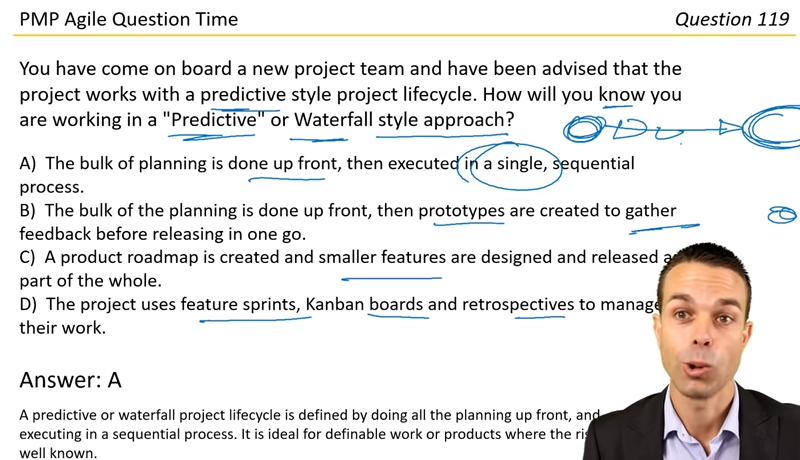 PMP Agile Question Time
Question 119
You have come on board a new project team and have been advised that the
project works with a predictive style project lifecycle. How will you know you
are working in a "Predictive" or Waterfall style approach?
A) The bulk of planning is done up front, then executed in a single, sequential
process.
B) The bulk of the planning is done up front, then prototypes are created to gather
feedback before releasing in one go.
C) A product roadmap is created and smaller features are designed and released
part of the whole.
D) The project uses feature sprints, Kanban boards and retrospectives to manage
their work.
Answer: A
A predictive or waterfall project lifecycle is defined by doing all the planning up front, and
executing in a sequential process. It is ideal for definable work or products where the
well known.